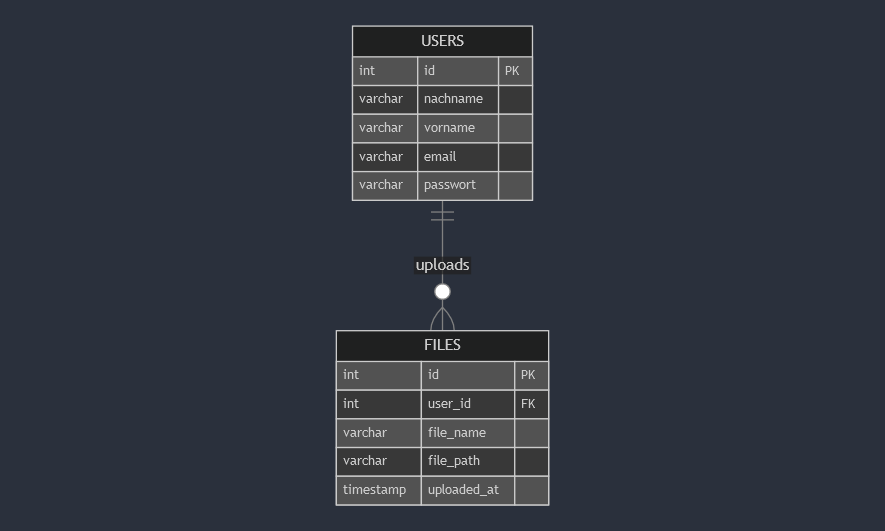 USERS
int id PK
varchar nachname
varchar vorname
varchar email
varchar passwort
uploads
FILES
int id PK
int user_id FK
varchar file_name
varchar file_path
timestamp uploaded_at